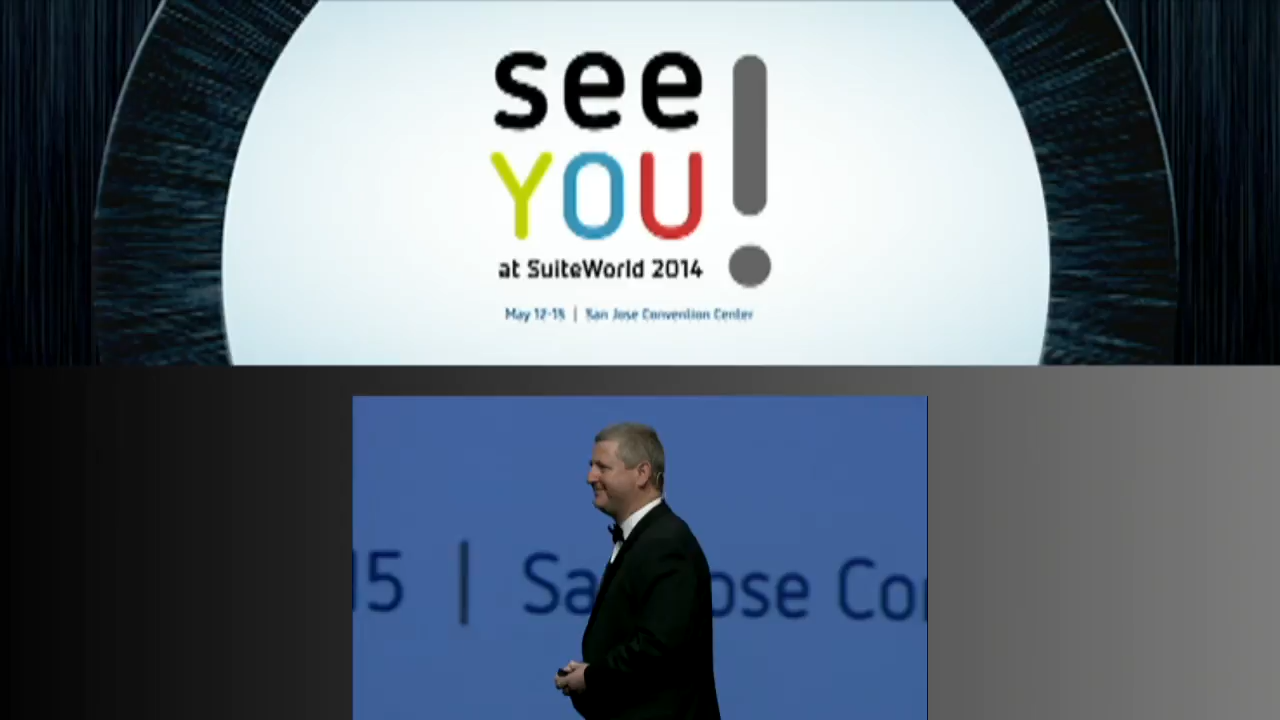 see
YOU!
at SuiteWorld 2014
May 12-15 | San Jose Convention Center
15 | Sa ose Co